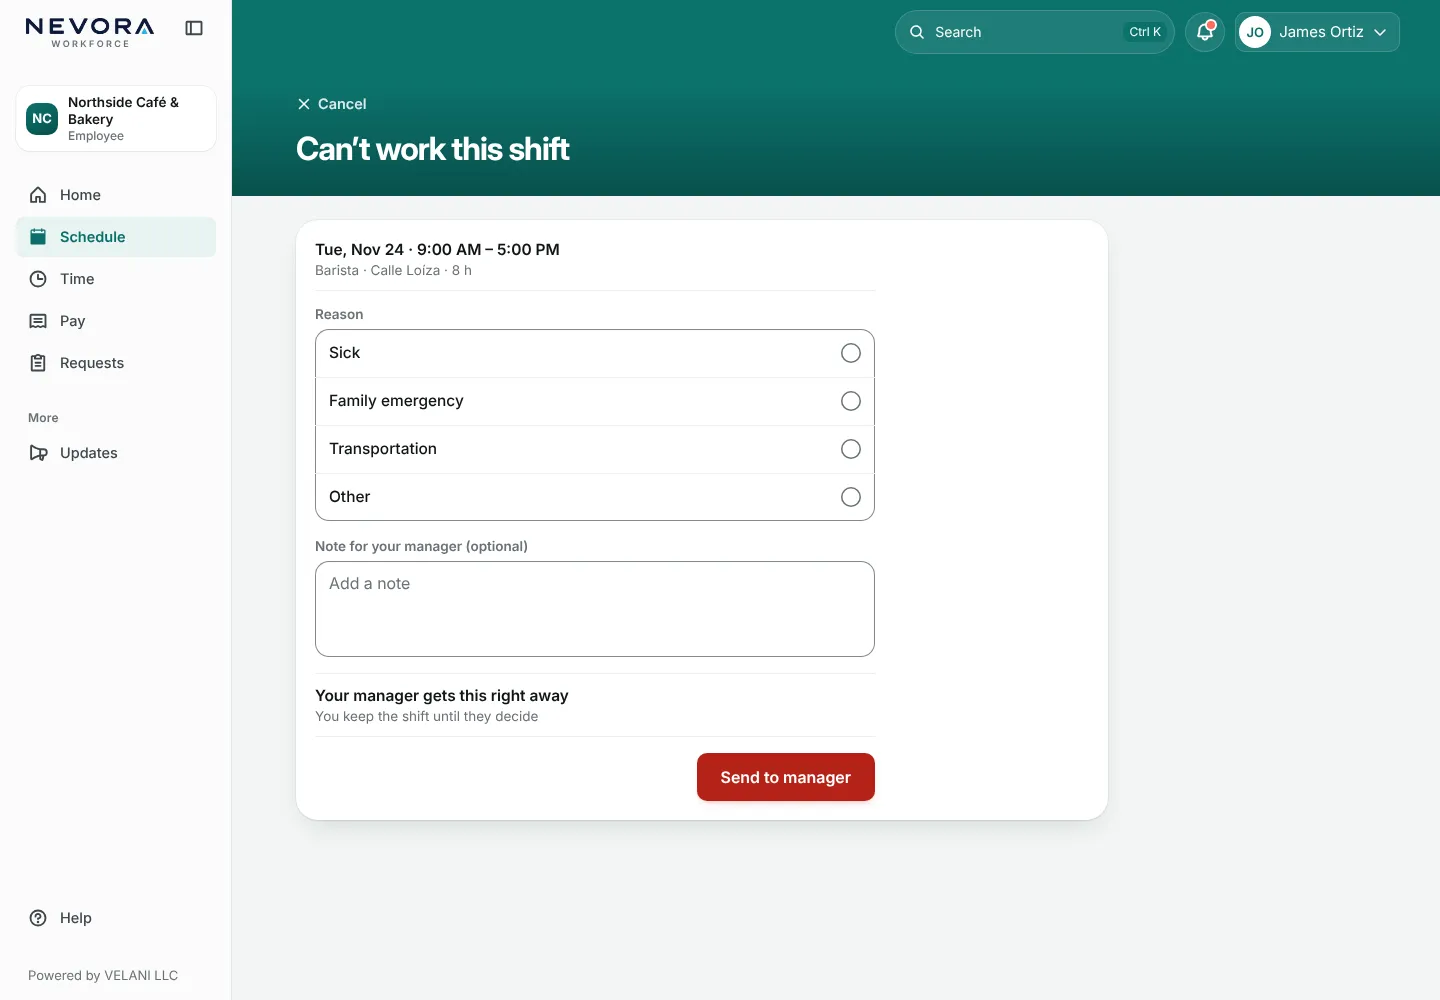 NEVORA
WORKFORCE
Search
Ctrl K
JO
James Ortiz
NC
Northside Café &
Bakery
Employee
Home
Schedule
Time
Pay
Requests
More
Updates
Help
Powered by VELANI LLC
Cancel
Can’t work this shift
Tue, Nov 24 · 9:00 AM – 5:00 PM
Barista · Calle Loíza · 8 h
Reason
Sick
Family emergency
Transportation
Other
Note for your manager (optional)
Add a note
Your manager gets this right away
You keep the shift until they decide
Send to manager